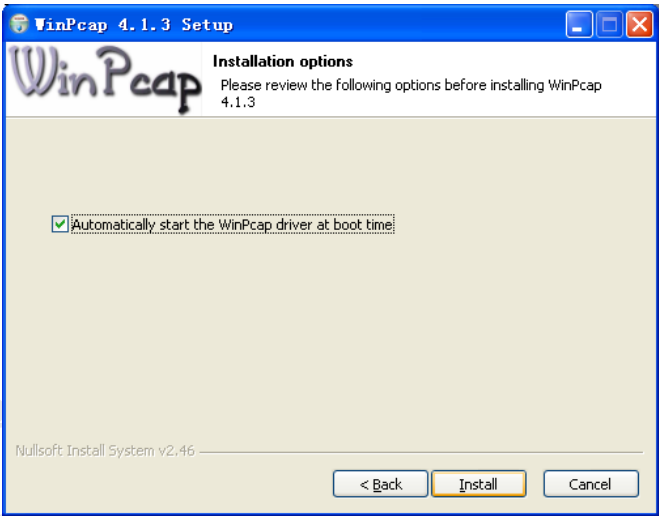 WinPcap 4.1.3 Setup
WinPcap
Installation options
Please review the following options before installing WinPcap
4.1.3
Automatically start the WinPcap driver at boot time
Nullsoft Install System v2.46
< Back
Install
Cancel